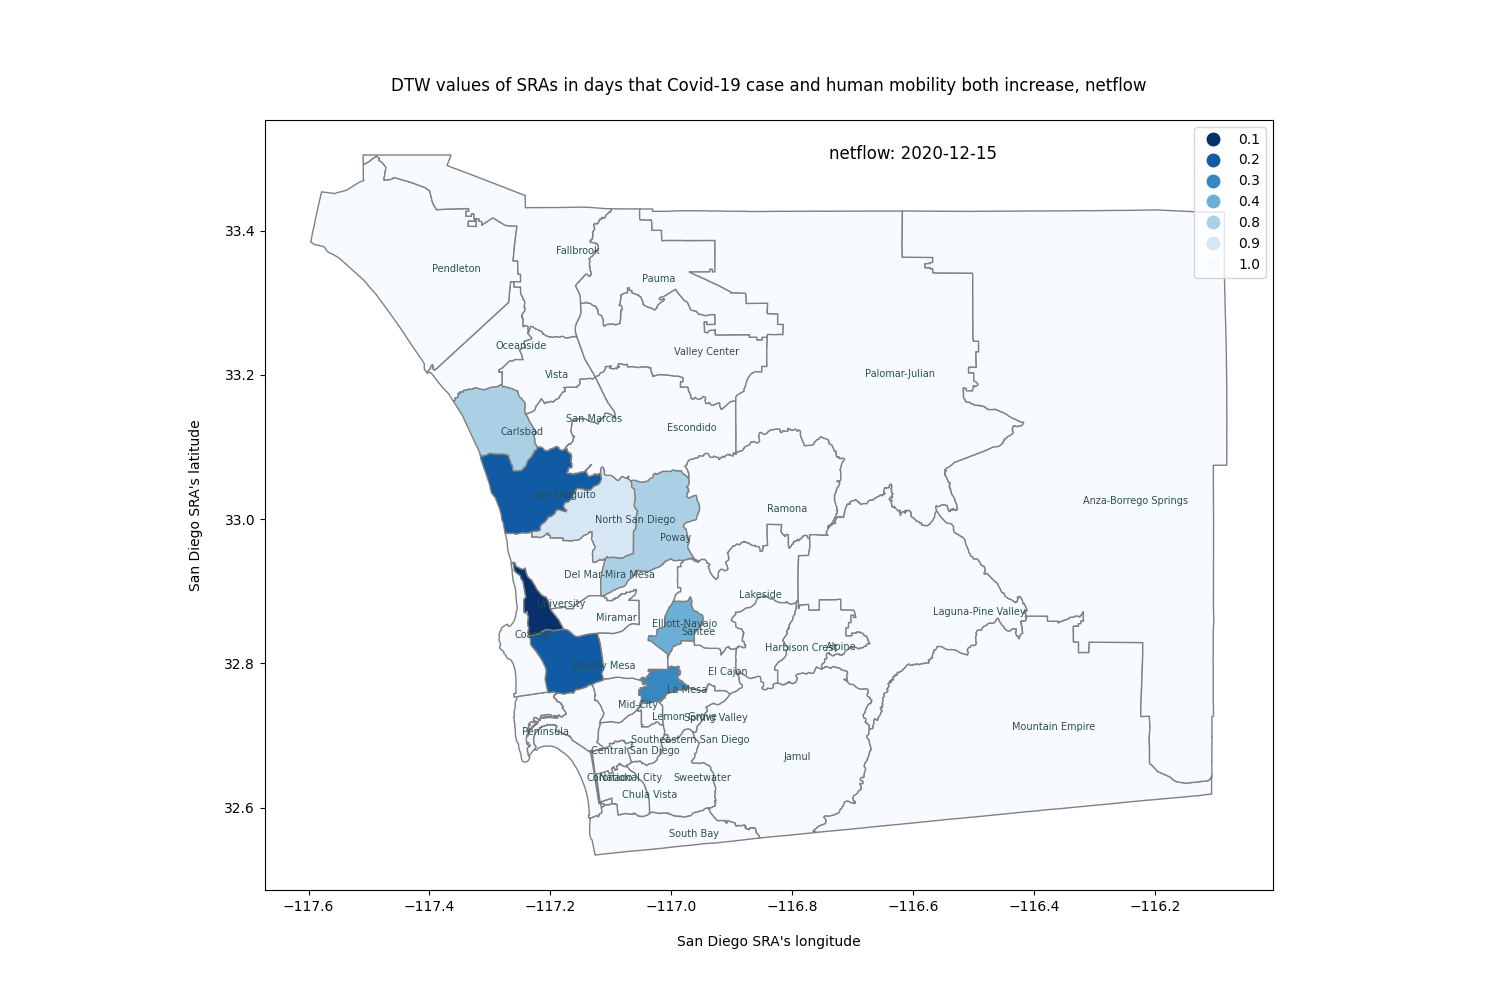 DTW values of SRAs in days that Covid-19 case and human mobility both increase, netflow
netflow: 2020-12-15
0.1
0.2
0.3
0.4
0.8
0.9
1.0
33.4
33.2
33.0
32.8
32.6
San Diego SRA's latitude
Fallbrook
Pendleton
Pauma
Oceanside
Valley Center
Vista
Palomar-Julian
San Marcos
Escondido
Carlsbad
San Dieguito
Anza-Borrego Springs
Ramona
North San Diego
Poway
Del Mar-Mira Mesa
Lakeside
University
Laguna-Pine Valley
Miramar
Elliott-Navajo
Santee
Coastal
Harbison Crest
Alpine
Kearny Mesa
El Cajon
La Mesa
Mid-City
Lemon Grove
Spring Valley
Mountain Empire
Peninsula
Southeastern San Diego
Central San Diego
Jamul
Coronado
National City
Sweetwater
Chula Vista
South Bay
−117.6
−117.4
−117.2
−117.0
−116.8
−116.6
−116.4
−116.2
San Diego SRA's longitude